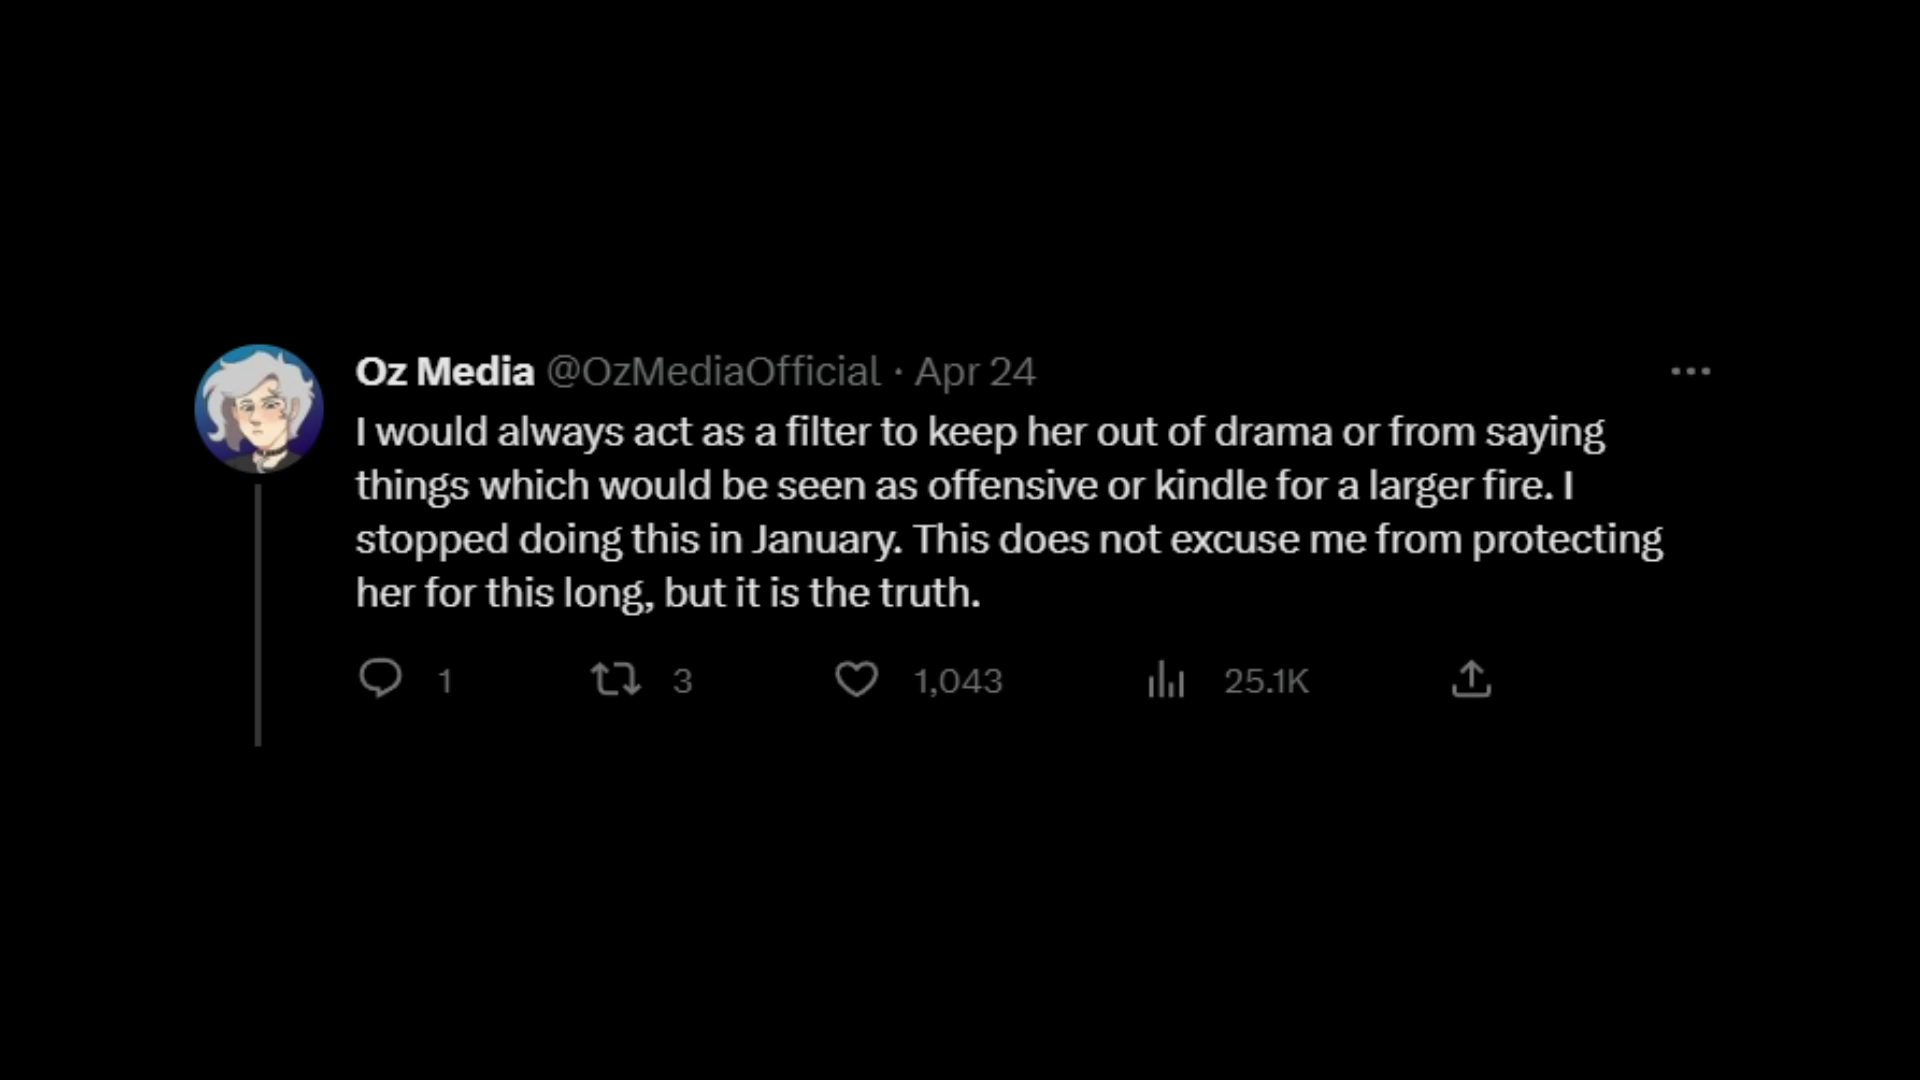 Oz Media @OzMediaOfficial · Apr 24
I would always act as a filter to keep her out of drama or from saying
things which would be seen as offensive or kindle for a larger fire. I
stopped doing this in January. This does not excuse me from protecting
her for this long, but it is the truth.
1 3 1,043 25.1K